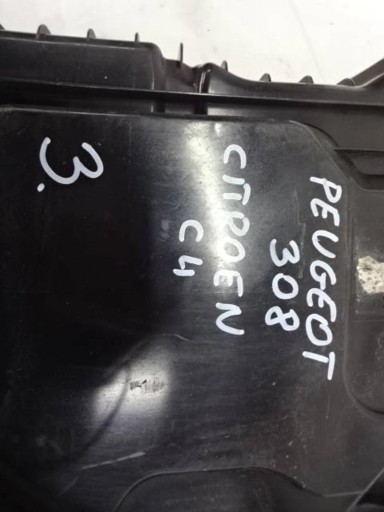 PEUGEOT
308
CITROEN
C4
3.